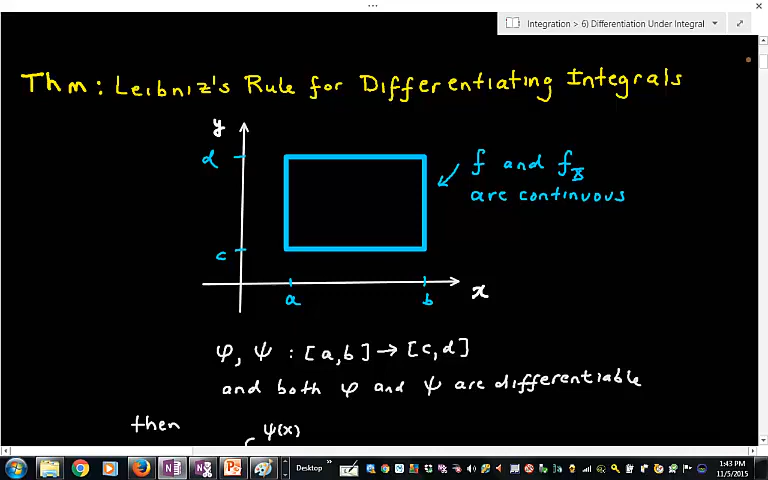 Integration > 6) Differentiation Under Integral
Thm: Leibniz's Rule for Differentiating Integrals
y
d
f and f
are continuous
c
a
b
x
φ, ψ : [a,b] → [c,d]
and both φ and ψ are differentiable
then
ψ(x)
Desktop
1:43 PM
11/5/2015